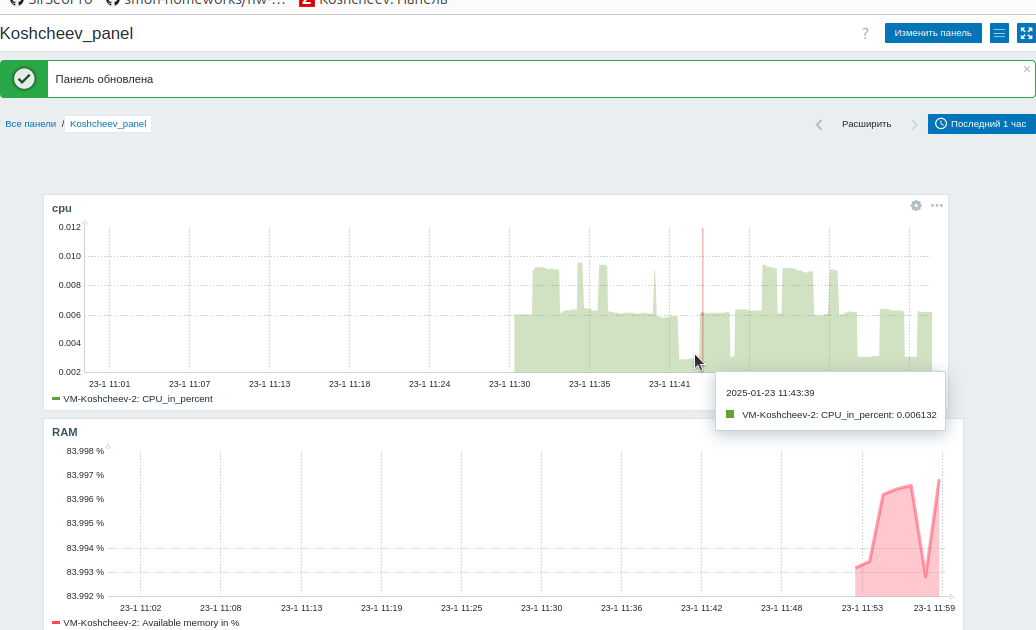 Koshcheev_panel
?
Изменить панель
Панель обновлена
×
Все панели / Koshcheev_panel
Расширить
Последний 1 час
cpu
0.012
0.010
0.008
0.006
0.004
0.002
23-1 11:01 23-1 11:07 23-1 11:13 23-1 11:18 23-1 11:24 23-1 11:30 23-1 11:35 23-1 11:41
VM-Koshcheev-2: CPU_in_percent
2025-01-23 11:43:39
VM-Koshcheev-2: CPU_in_percent: 0.006132
RAM
83.998 %
83.997 %
83.996 %
83.995 %
83.994 %
83.993 %
83.992 %
23-1 11:02 23-1 11:08 23-1 11:13 23-1 11:19 23-1 11:25 23-1 11:30 23-1 11:36 23-1 11:42 23-1 11:48 23-1 11:53 23-1 11:59
VM-Koshcheev-2: Available memory in %